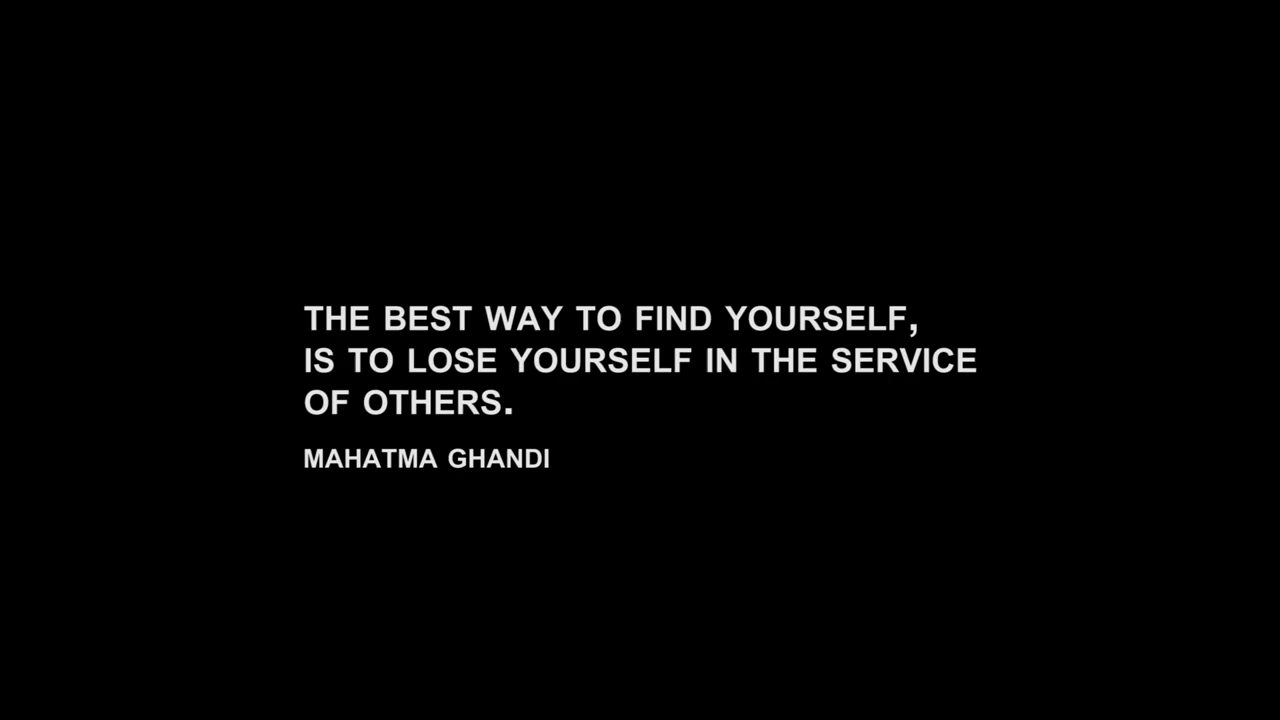 THE BEST WAY TO FIND YOURSELF,
IS TO LOSE YOURSELF IN THE SERVICE
OF OTHERS.
MAHATMA GHANDI